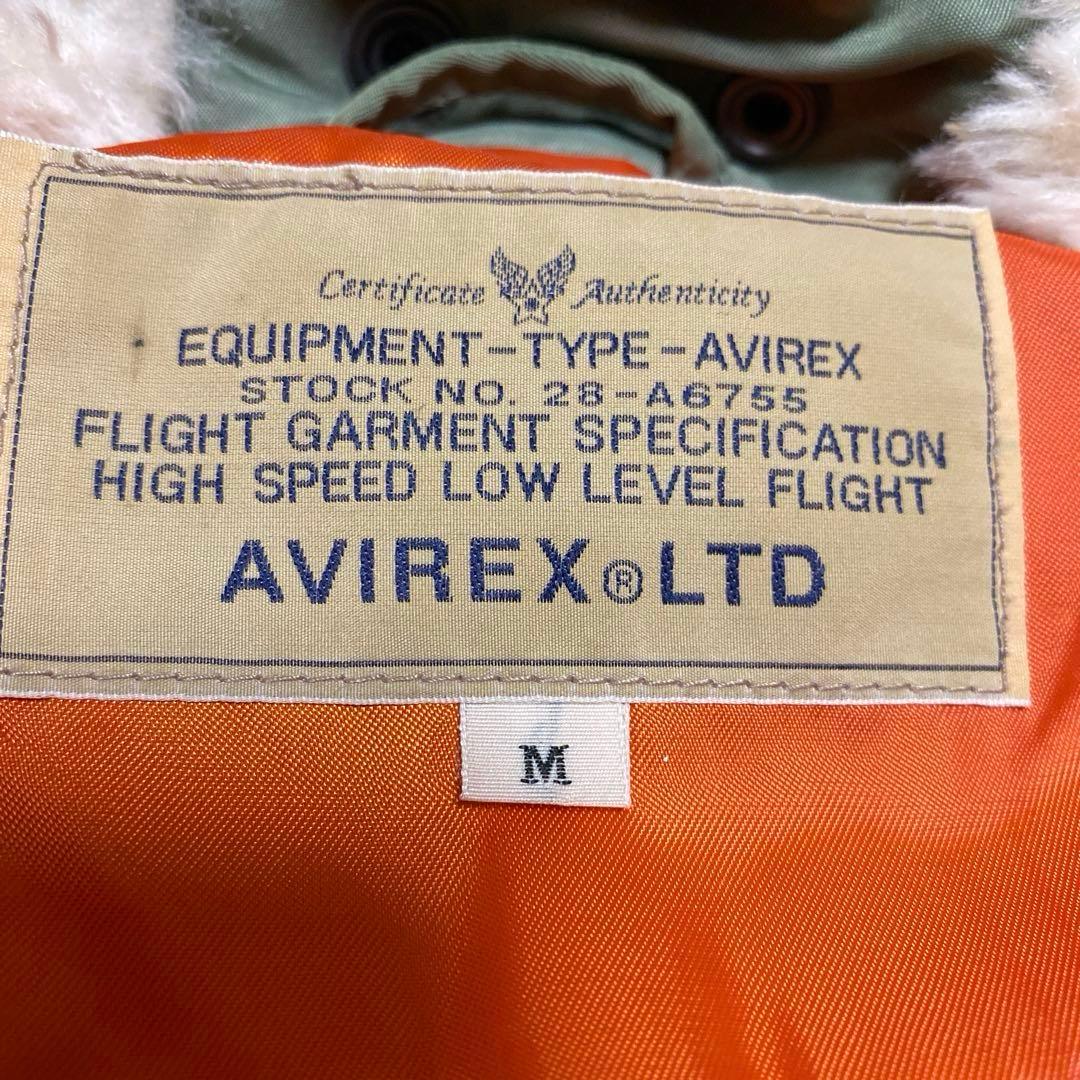 Certificate Authenticity
EQUIPMENT-TYPE-AVIREX
STOCK NO. 28-A6755
FLIGHT GARMENT SPECIFICATION
HIGH SPEED LOW LEVEL FLIGHT
AVIREX®LTD
M